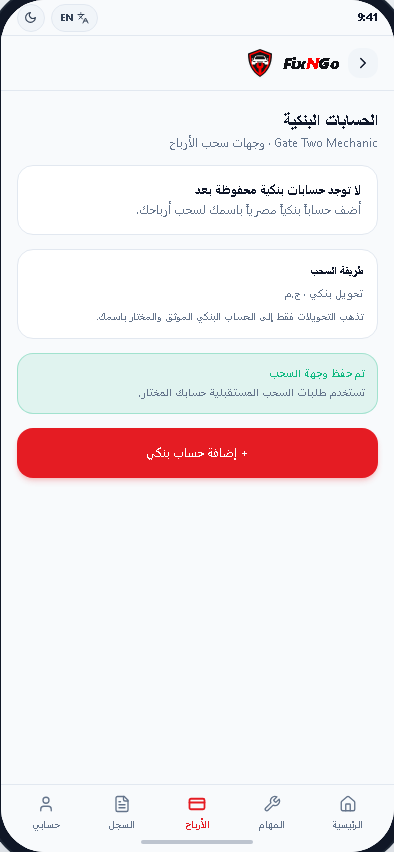 9:41
EN
FixNGo
الحسابات البنكية
Gate Two Mechanic · وجهات سحب الأرباح
لا توجد حسابات بنكية محفوظة بعد
أضف حساباً بنكياً مصرياً باسمك لسحب أرباحك.
طريقة السحب
تحويل بنكي · ج.م
تذهب التحويلات فقط إلى الحساب البنكي الموثق والمختار باسمك.
تم حفظ وجهة السحب
تستخدم طلبات السحب المستقبلية حسابك المختار.
+ إضافة حساب بنكي
الرئيسية
المهام
الأرباح
السجل
حسابي